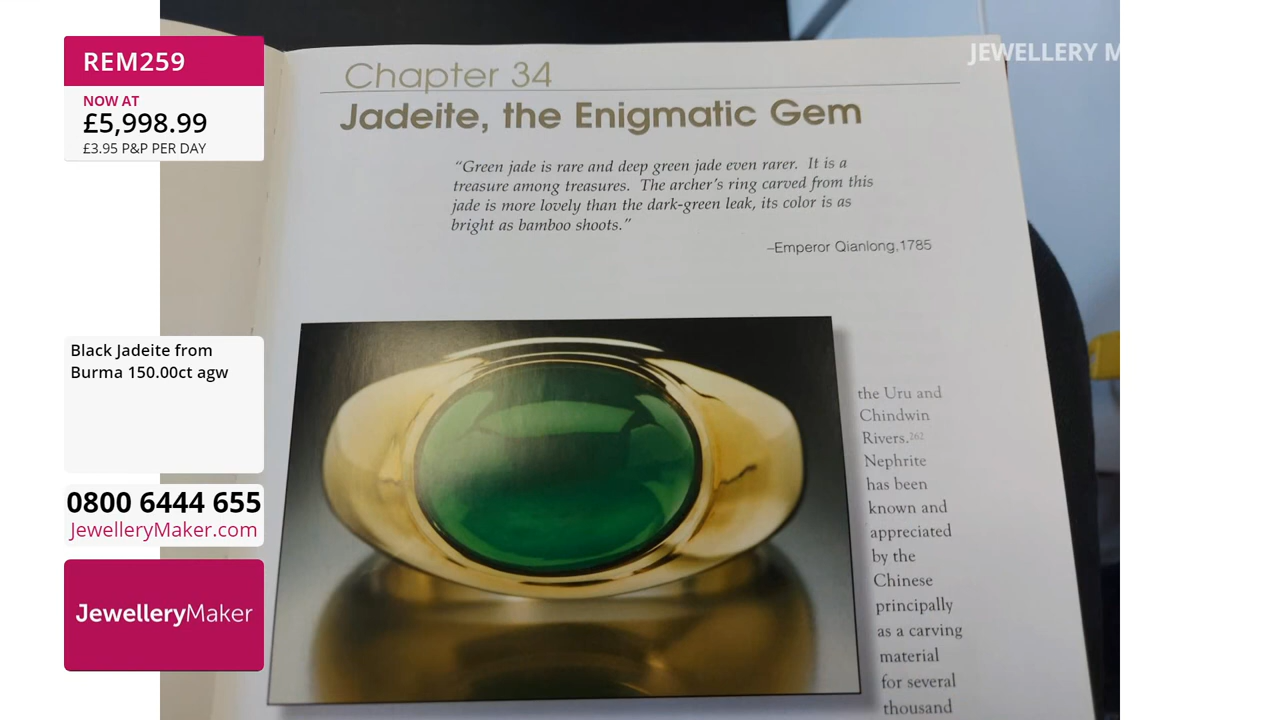 REM259
NOW AT
£5,998.99
£3.95 P&P PER DAY
Black Jadeite from
Burma 150.00ct agw
0800 6444 655
JewelleryMaker.com
JewelleryMaker
JEWELLERY M
Chapter 34
Jadeite, the Enigmatic Gem
“Green jade is rare and deep green jade even rarer. It is a
treasure among treasures. The archer’s ring carved from this
jade is more lovely than the dark-green leak, its color is as
bright as bamboo shoots.”
–Emperor Qianlong, 1785
the Uru and
Chindwin
Rivers.262
Nephrite
has been
known and
appreciated
by the
Chinese
principally
as a carving
material
for several
thousand